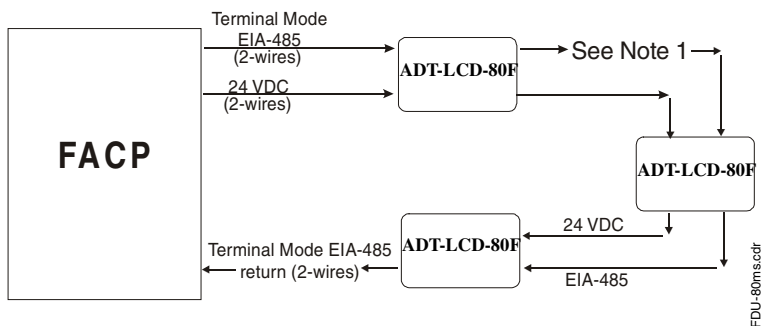 Terminal Mode
EIA-485
(2-wires)
24 VDC
(2-wires)
FACP
ADT-LCD-80F
See Note 1
ADT-LCD-80F
24 VDC
ADT-LCD-80F
EIA-485
Terminal Mode EIA-485
return (2-wires)
FDU-80ms.cdr